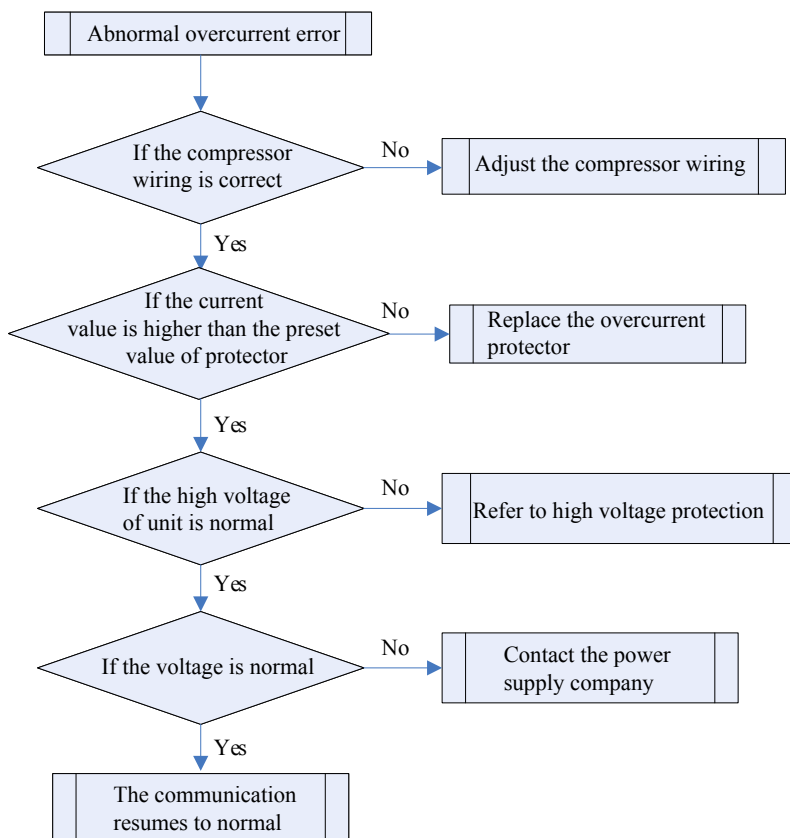 Abnormal overcurrent error
If the compressor
wiring is correct
No
Adjust the compressor wiring
Yes
If the current
value is higher than the preset
value of protector
No
Replace the overcurrent
protector
Yes
If the high voltage
of unit is normal
No
Refer to high voltage protection
Yes
If the voltage is normal
No
Contact the power
supply company
Yes
The communication
resumes to normal